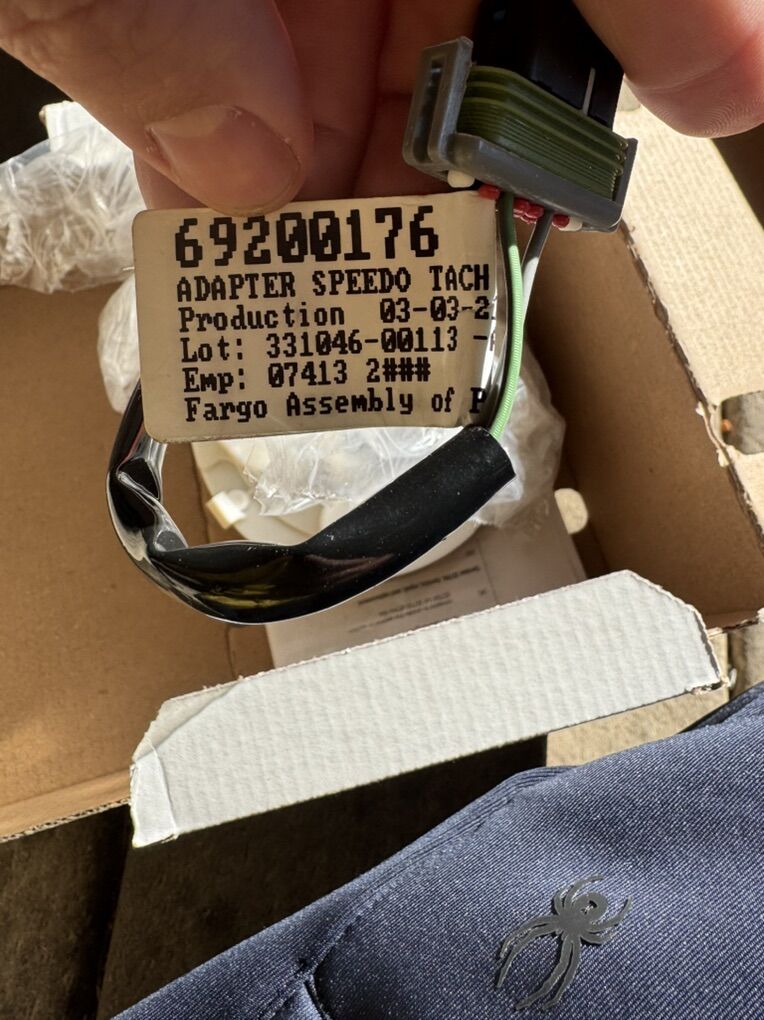 69200176
ADAPTER SPEEDO TACH
Production 03-03-2
Lot: 331046-00113 -
Emp: 07413 2###
Fargo Assembly of P